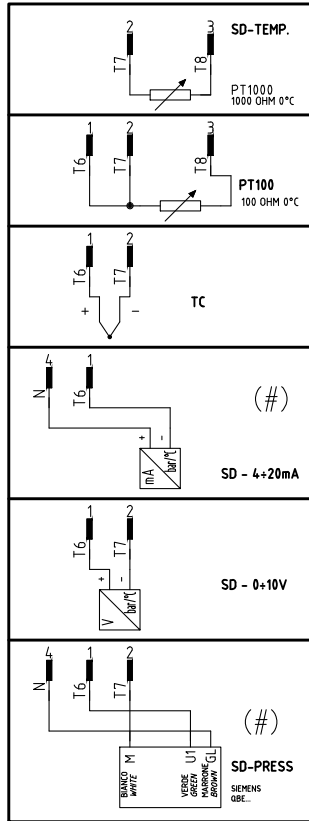 2 3 SD-TEMP.
T7 T8
PT1000
1000 OHM 0°C
1 2 3
T6 T7 T8
PT100
100 OHM 0°C
1 2
T6 T7
+ -
TC
4 1
N T6
(#)
+ -
mA bar/°C
SD - 4÷20mA
1 2
T6 T7
+ -
V bar/°C
SD - 0÷10V
4 1 2
N T6 T7
(#)
M U1 GL
BIANCO
WHITE
VERDE
GREEN
MARRONE
BROWN
SD-PRESS
SIEMENS
QBE...